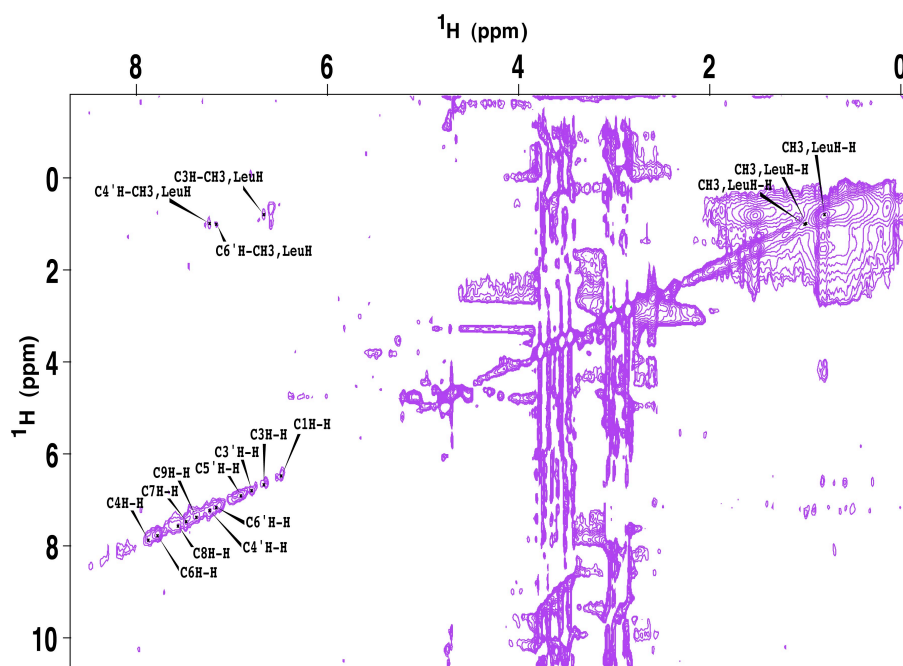 1H (ppm)
8 6 4 2 0
CH3,LeuH-H
CH3,LeuH-H
CH3,LeuH-H
C3H-CH3,LeuH
C4'H-CH3,LeuH
C6'H-CH3,LeuH
0
2
4
6
8
10
1H (ppm)
C1H-H
C3H-H
C3'H-H
C5'H-H
C9H-H
C7H-H
C4H-H
C6'H-H
C4'H-H
C8H-H
C6H-H